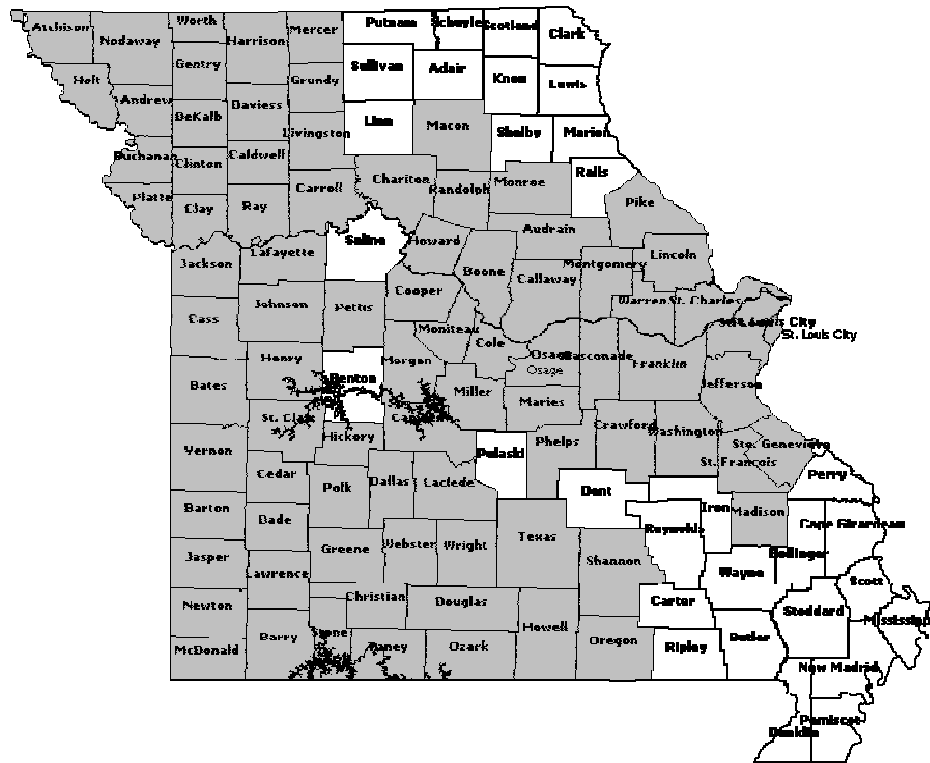 Atchison
Nodaway
Worth
Harrison
Mercer
Putnam
Schuyler
Scotland
Clark
Holt
Gentry
Grundy
Sullivan
Adair
Knox
Lewis
Andrew
DeKalb
Daviess
Livingston
Linn
Macon
Shelby
Marion
Buchanan
Clinton
Caldwell
Carroll
Chariton
Randolph
Monroe
Ralls
Platte
Clay
Ray
Pike
Jackson
Lafayette
Saline
Howard
Boone
Audrain
Callaway
Montgomery
Lincoln
Cass
Johnson
Pettis
Cooper
Moniteau
Cole
Warren
St. Charles
St. Louis City
St. Louis City
Bates
Henry
Benton
Morgan
Miller
Osage
Osage
Gasconade
Franklin
Jefferson
St. Clair
Hickory
Camden
Maries
Vernon
Cedar
Polk
Dallas
Laclede
Pulaski
Phelps
Crawford
Washington
Ste. Genevieve
St. Francois
Perry
Barton
Dade
Greene
Webster
Wright
Texas
Dent
Iron
Madison
Reynolds
Cape Girardeau
Bollinger
Jasper
Lawrence
Christian
Douglas
Shannon
Wayne
Scott
Newton
Carter
Stoddard
Mississippi
McDonald
Barry
Stone
Taney
Ozark
Howell
Oregon
Ripley
Butler
New Madrid
Pemiscot
Dunklin